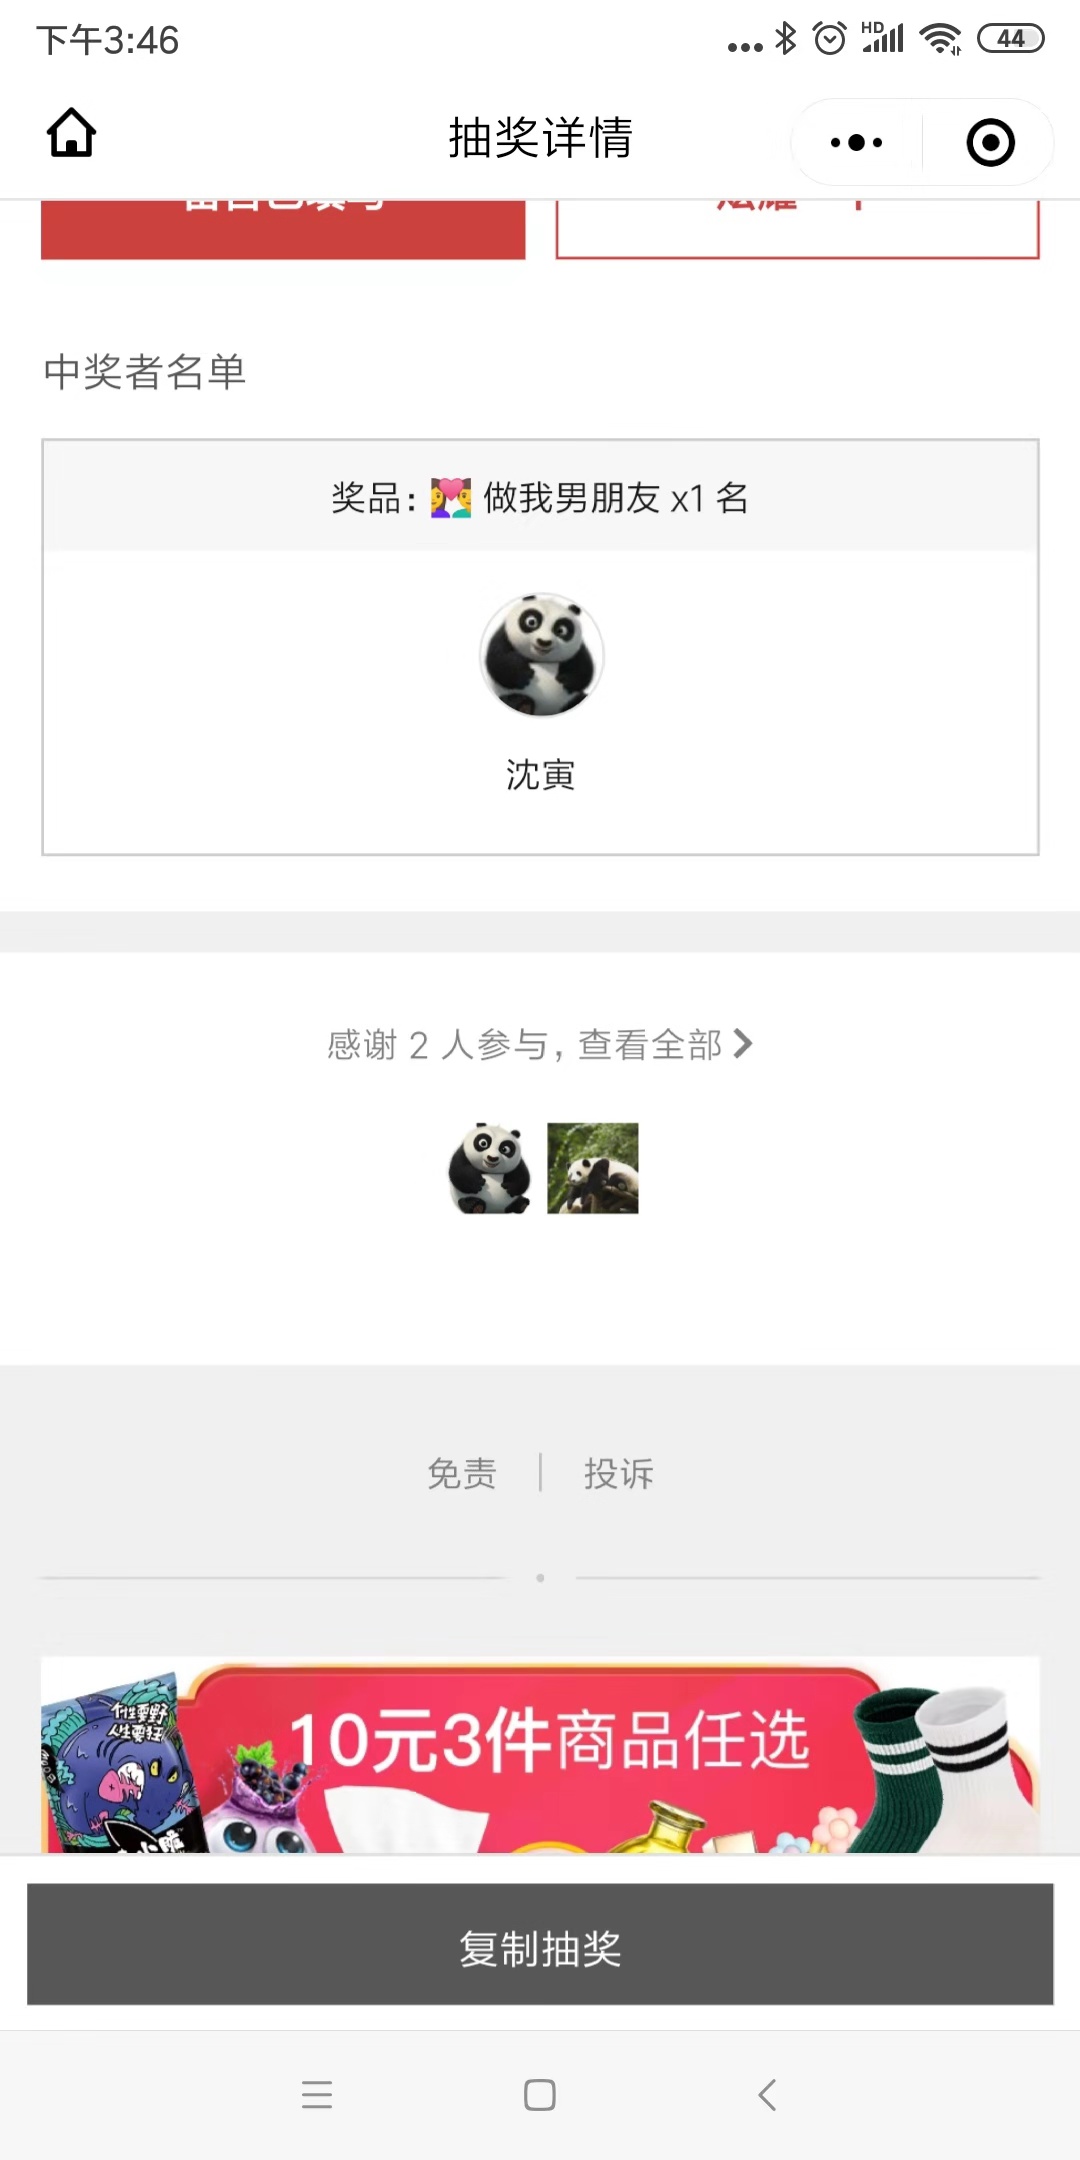 下午3:46
HD
44
抽奖详情
中奖者名单
奖品：👩‍❤️‍👨 做我男朋友 x1 名
沈寅
感谢 2 人参与，查看全部
免责 | 投诉
个性要野
人生要狂
10元3件商品任选
复制抽奖